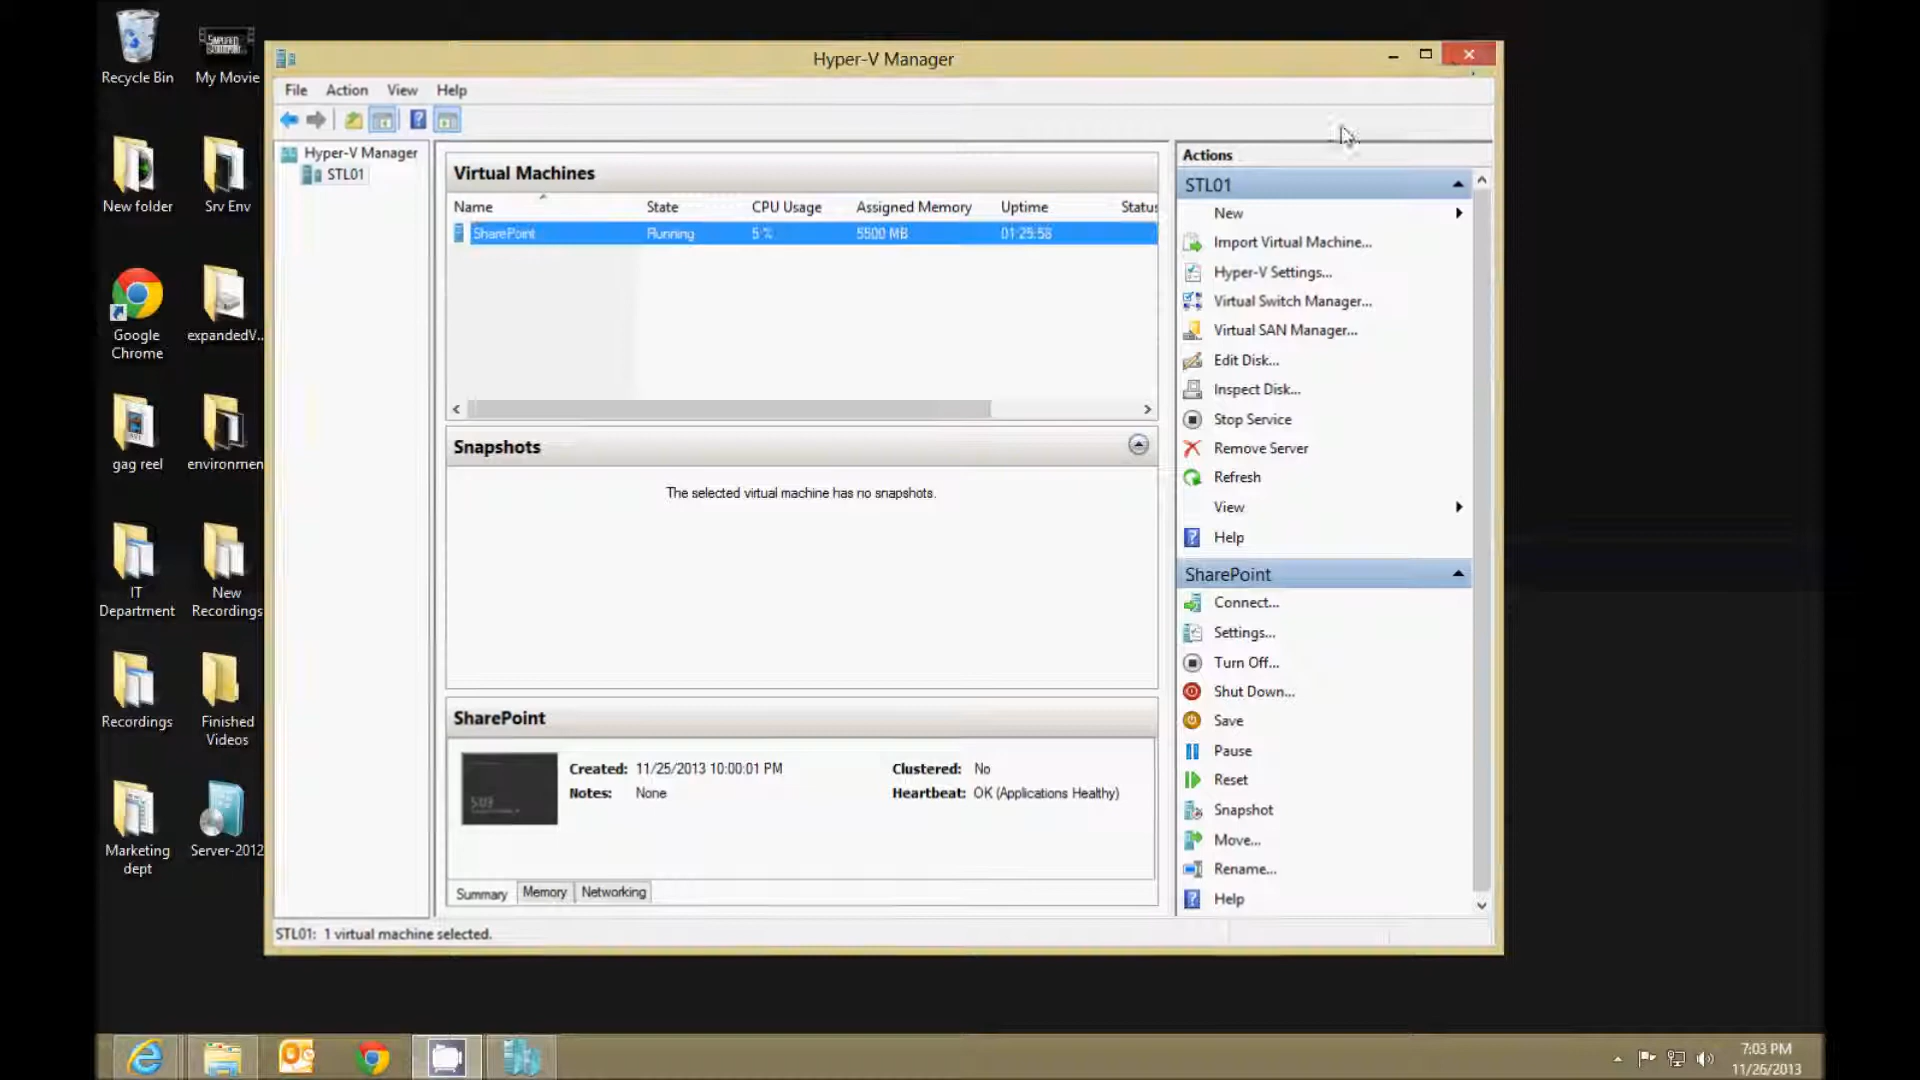 Recycle Bin
My Movie
New folder
Srv Env
Google
Chrome
expandedV...
gag reel
environmen
IT
Department
New
Recordings
Recordings
Finished
Videos
Marketing
dept
Server-2012
Hyper-V Manager
File Action View Help
Hyper-V Manager
STL01
Virtual Machines
Name State CPU Usage Assigned Memory Uptime Status
SharePoint Running 5 % 5500 MB 01:25:58
Snapshots
The selected virtual machine has no snapshots.
SharePoint
Created: 11/25/2013 10:00:01 PM Clustered: No
Notes: None Heartbeat: OK (Applications Healthy)
Summary Memory Networking
Actions
STL01
New
Import Virtual Machine...
Hyper-V Settings...
Virtual Switch Manager...
Virtual SAN Manager...
Edit Disk...
Inspect Disk...
Stop Service
Remove Server
Refresh
View
Help
SharePoint
Connect...
Settings...
Turn Off...
Shut Down...
Save
Pause
Reset
Snapshot
Move...
Rename...
Help
STL01: 1 virtual machine selected.
7:03 PM
11/26/2013